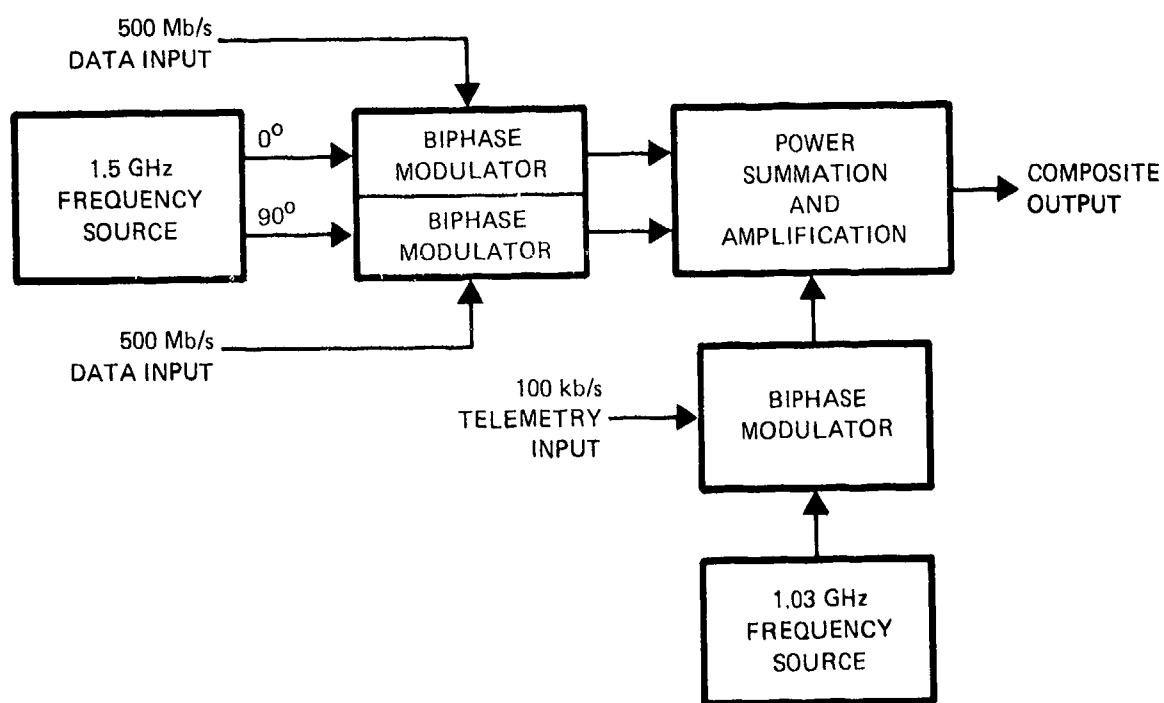 500 Mb/s
DATA INPUT
1.5 GHz
FREQUENCY
SOURCE
0°
90°
BIPHASE
MODULATOR
BIPHASE
MODULATOR
POWER
SUMMATION
AND
AMPLIFICATION
COMPOSITE
OUTPUT
500 Mb/s
DATA INPUT
100 kb/s
TELEMETRY
INPUT
BIPHASE
MODULATOR
1.03 GHz
FREQUENCY
SOURCE